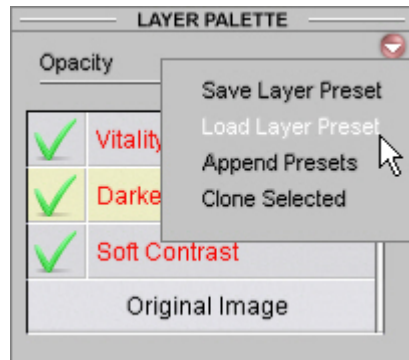 LAYER PALETTE
Opacity
Save Layer Preset
Load Layer Preset
Append Presets
Clone Selected
Vitality
Darke
Soft Contrast
Original Image